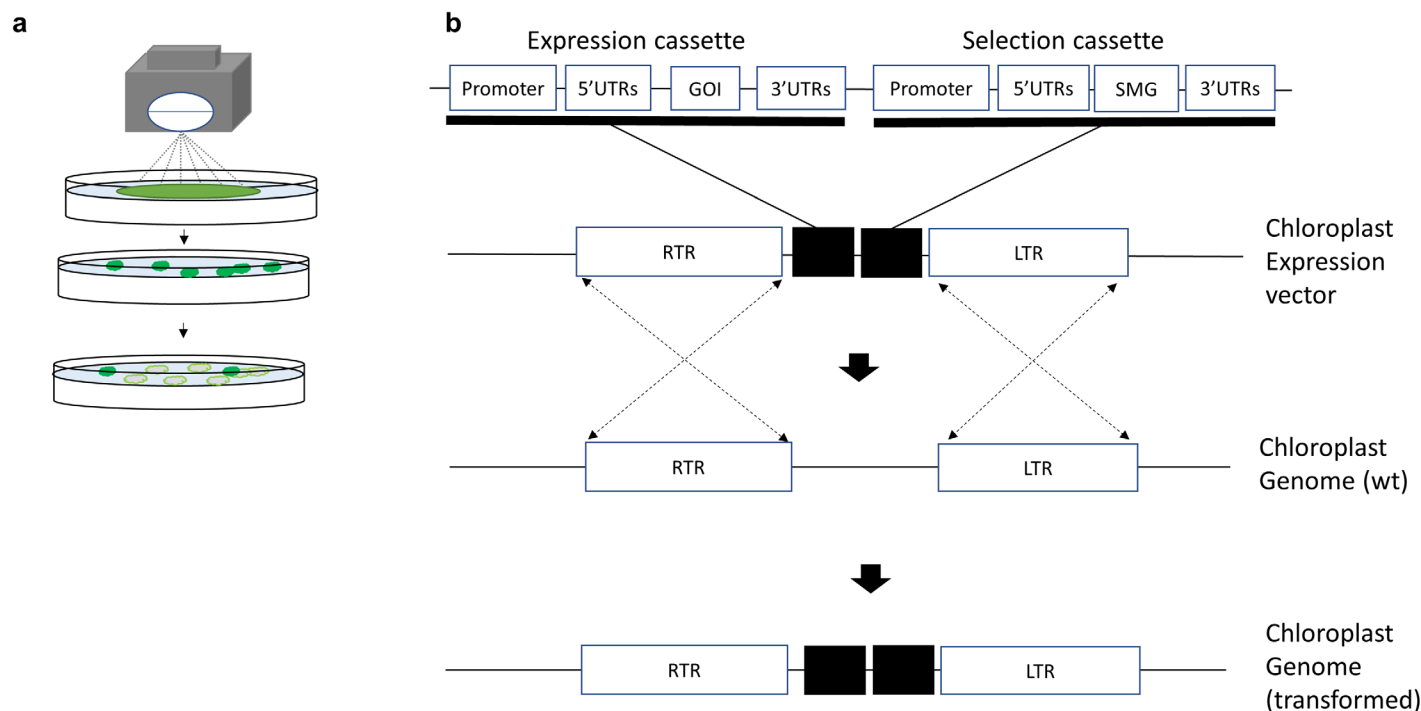 a
b
Expression cassette
Selection cassette
Promoter
5'UTRs
GOI
3'UTRs
Promoter
5'UTRs
SMG
3'UTRs
RTR
LTR
Chloroplast
Expression
vector
RTR
LTR
Chloroplast
Genome (wt)
RTR
LTR
Chloroplast
Genome
(transformed)